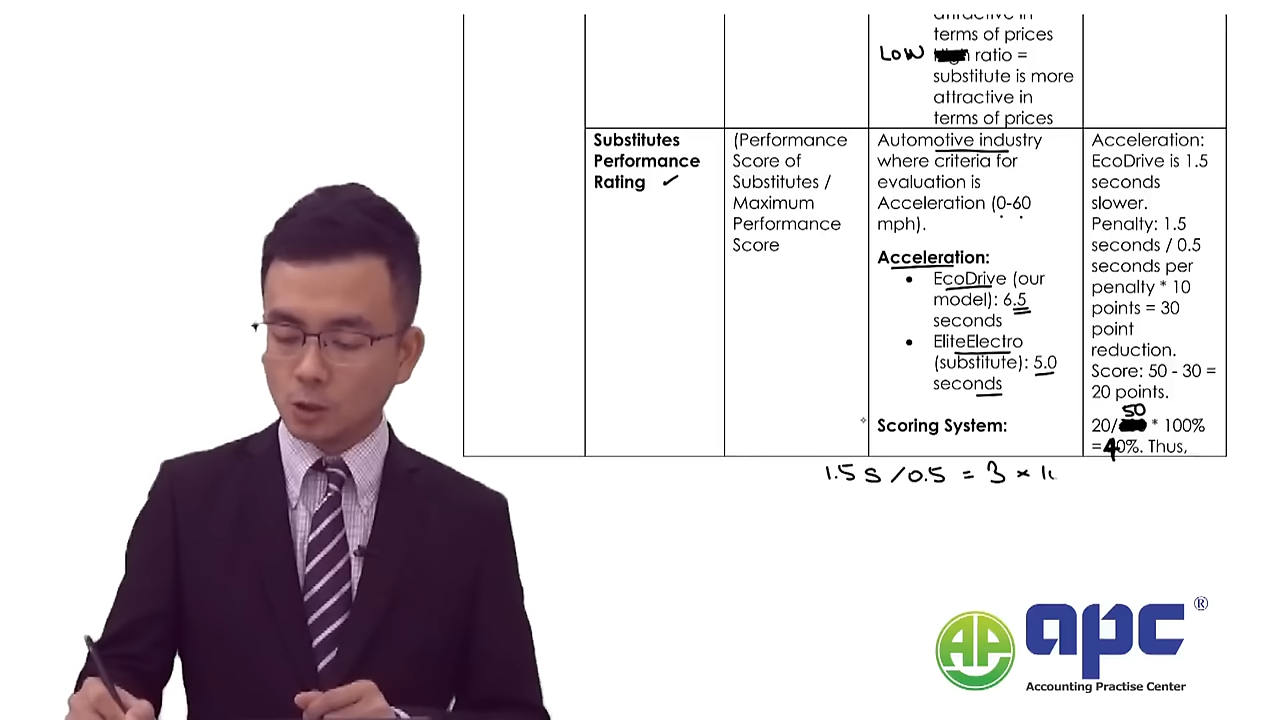 attractive in
terms of prices
LOW
ratio =
substitute is more
attractive in
terms of prices
Substitutes
Performance
Rating
(Performance
Score of
Substitutes /
Maximum
Performance
Score
Automotive industry
where criteria for
evaluation is
Acceleration (0-60
mph).
Acceleration:
• EcoDrive (our
model): 6.5
seconds
• EliteElectro
(substitute): 5.0
seconds
Scoring System:
Acceleration:
EcoDrive is 1.5
seconds
slower.
Penalty: 1.5
seconds / 0.5
seconds per
penalty * 10
points = 30
point
reduction.
Score: 50 - 30 =
20 points.
50
20/ * 100%
=40%. Thus,
1.5 S / 0.5 = 3 ×
AP apc ®
Accounting Practise Center